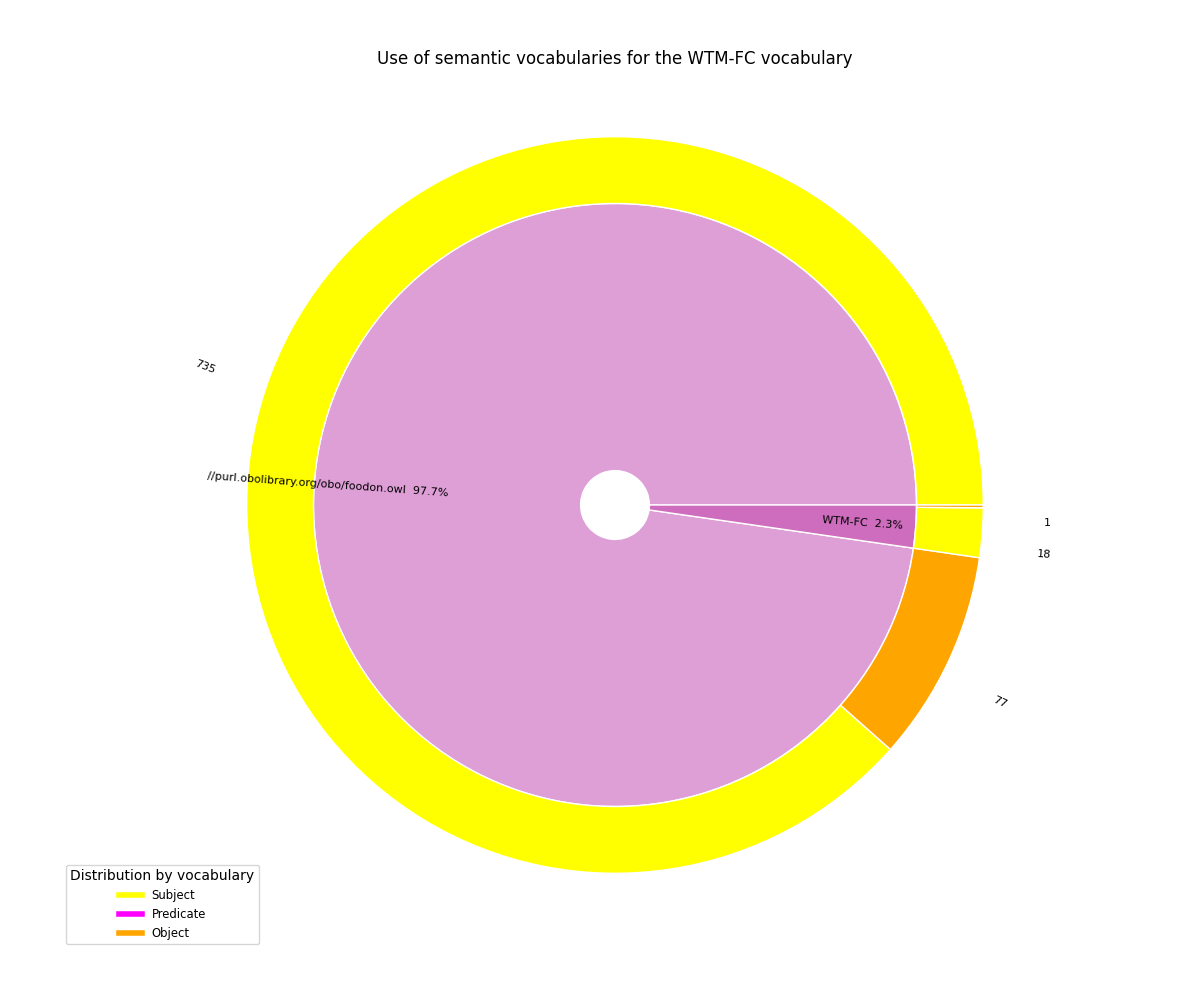 Use of semantic vocabularies for the WTM-FC vocabulary
735
//purl.obolibrary.org/obo/foodon.owl 97.7%
WTM-FC 2.3%
1
18
77
Distribution by vocabulary
Subject
Predicate
Object